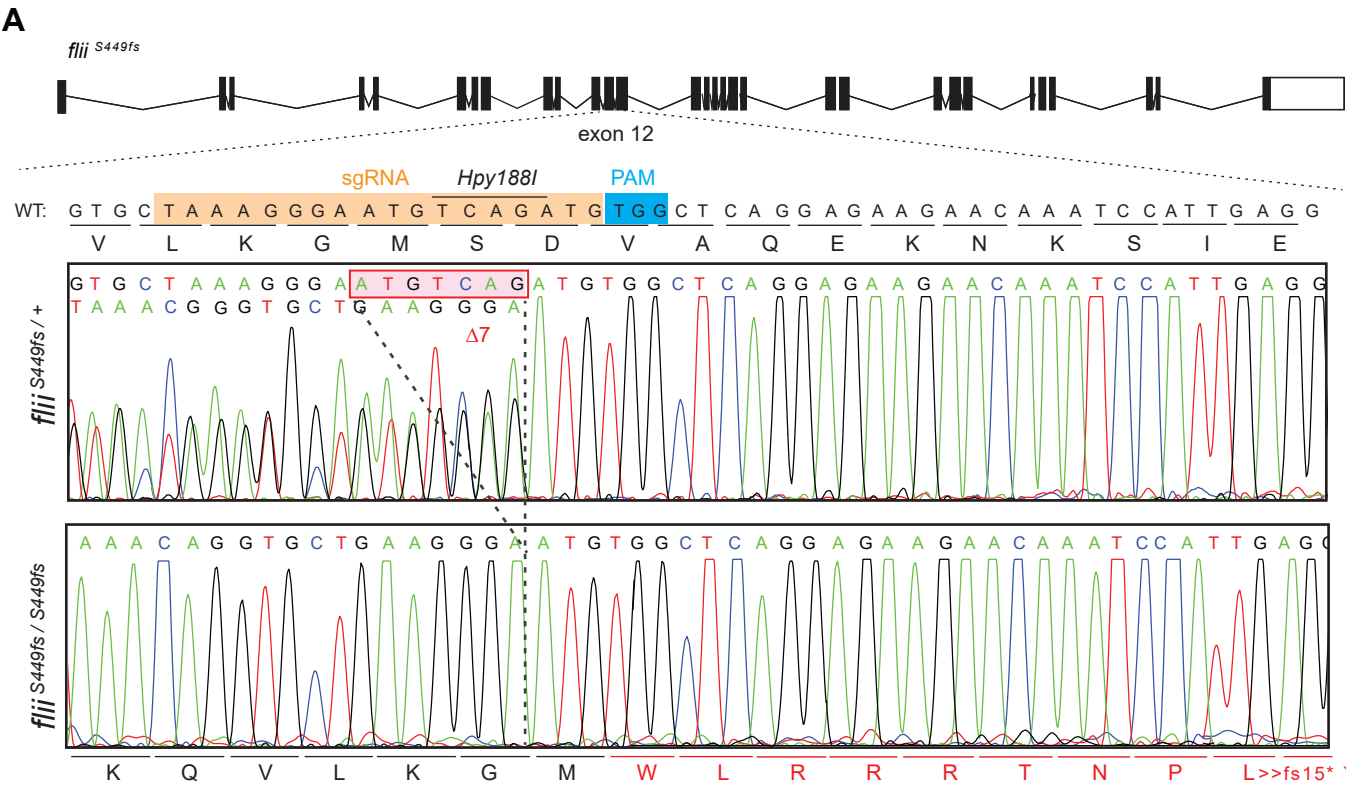 A
flii S449fs
exon 12
sgRNA Hpy188I PAM
WT: G T G C T A A A G G G A A T G T C A G A T G T G G C T C A G G A G A A G A A C A A A T C C A T T G A G G
V L K G M S D V A Q E K N K S I E
flii S449fs / +
G T G C T A A A G G G A A T G T C A G A T G T G G C T C A G G A G A A G A A C A A A T C C A T T G A G G
T A A A C G G G T G C T G A A G G G A
Δ7
flii S449fs / S449fs
A A A C A G G T G C T G A A G G G A A T G T G G C T C A G G A G A A G A A C A A A T C C A T T G A G
K Q V L K G M W L R R R T N P L>>fs15*